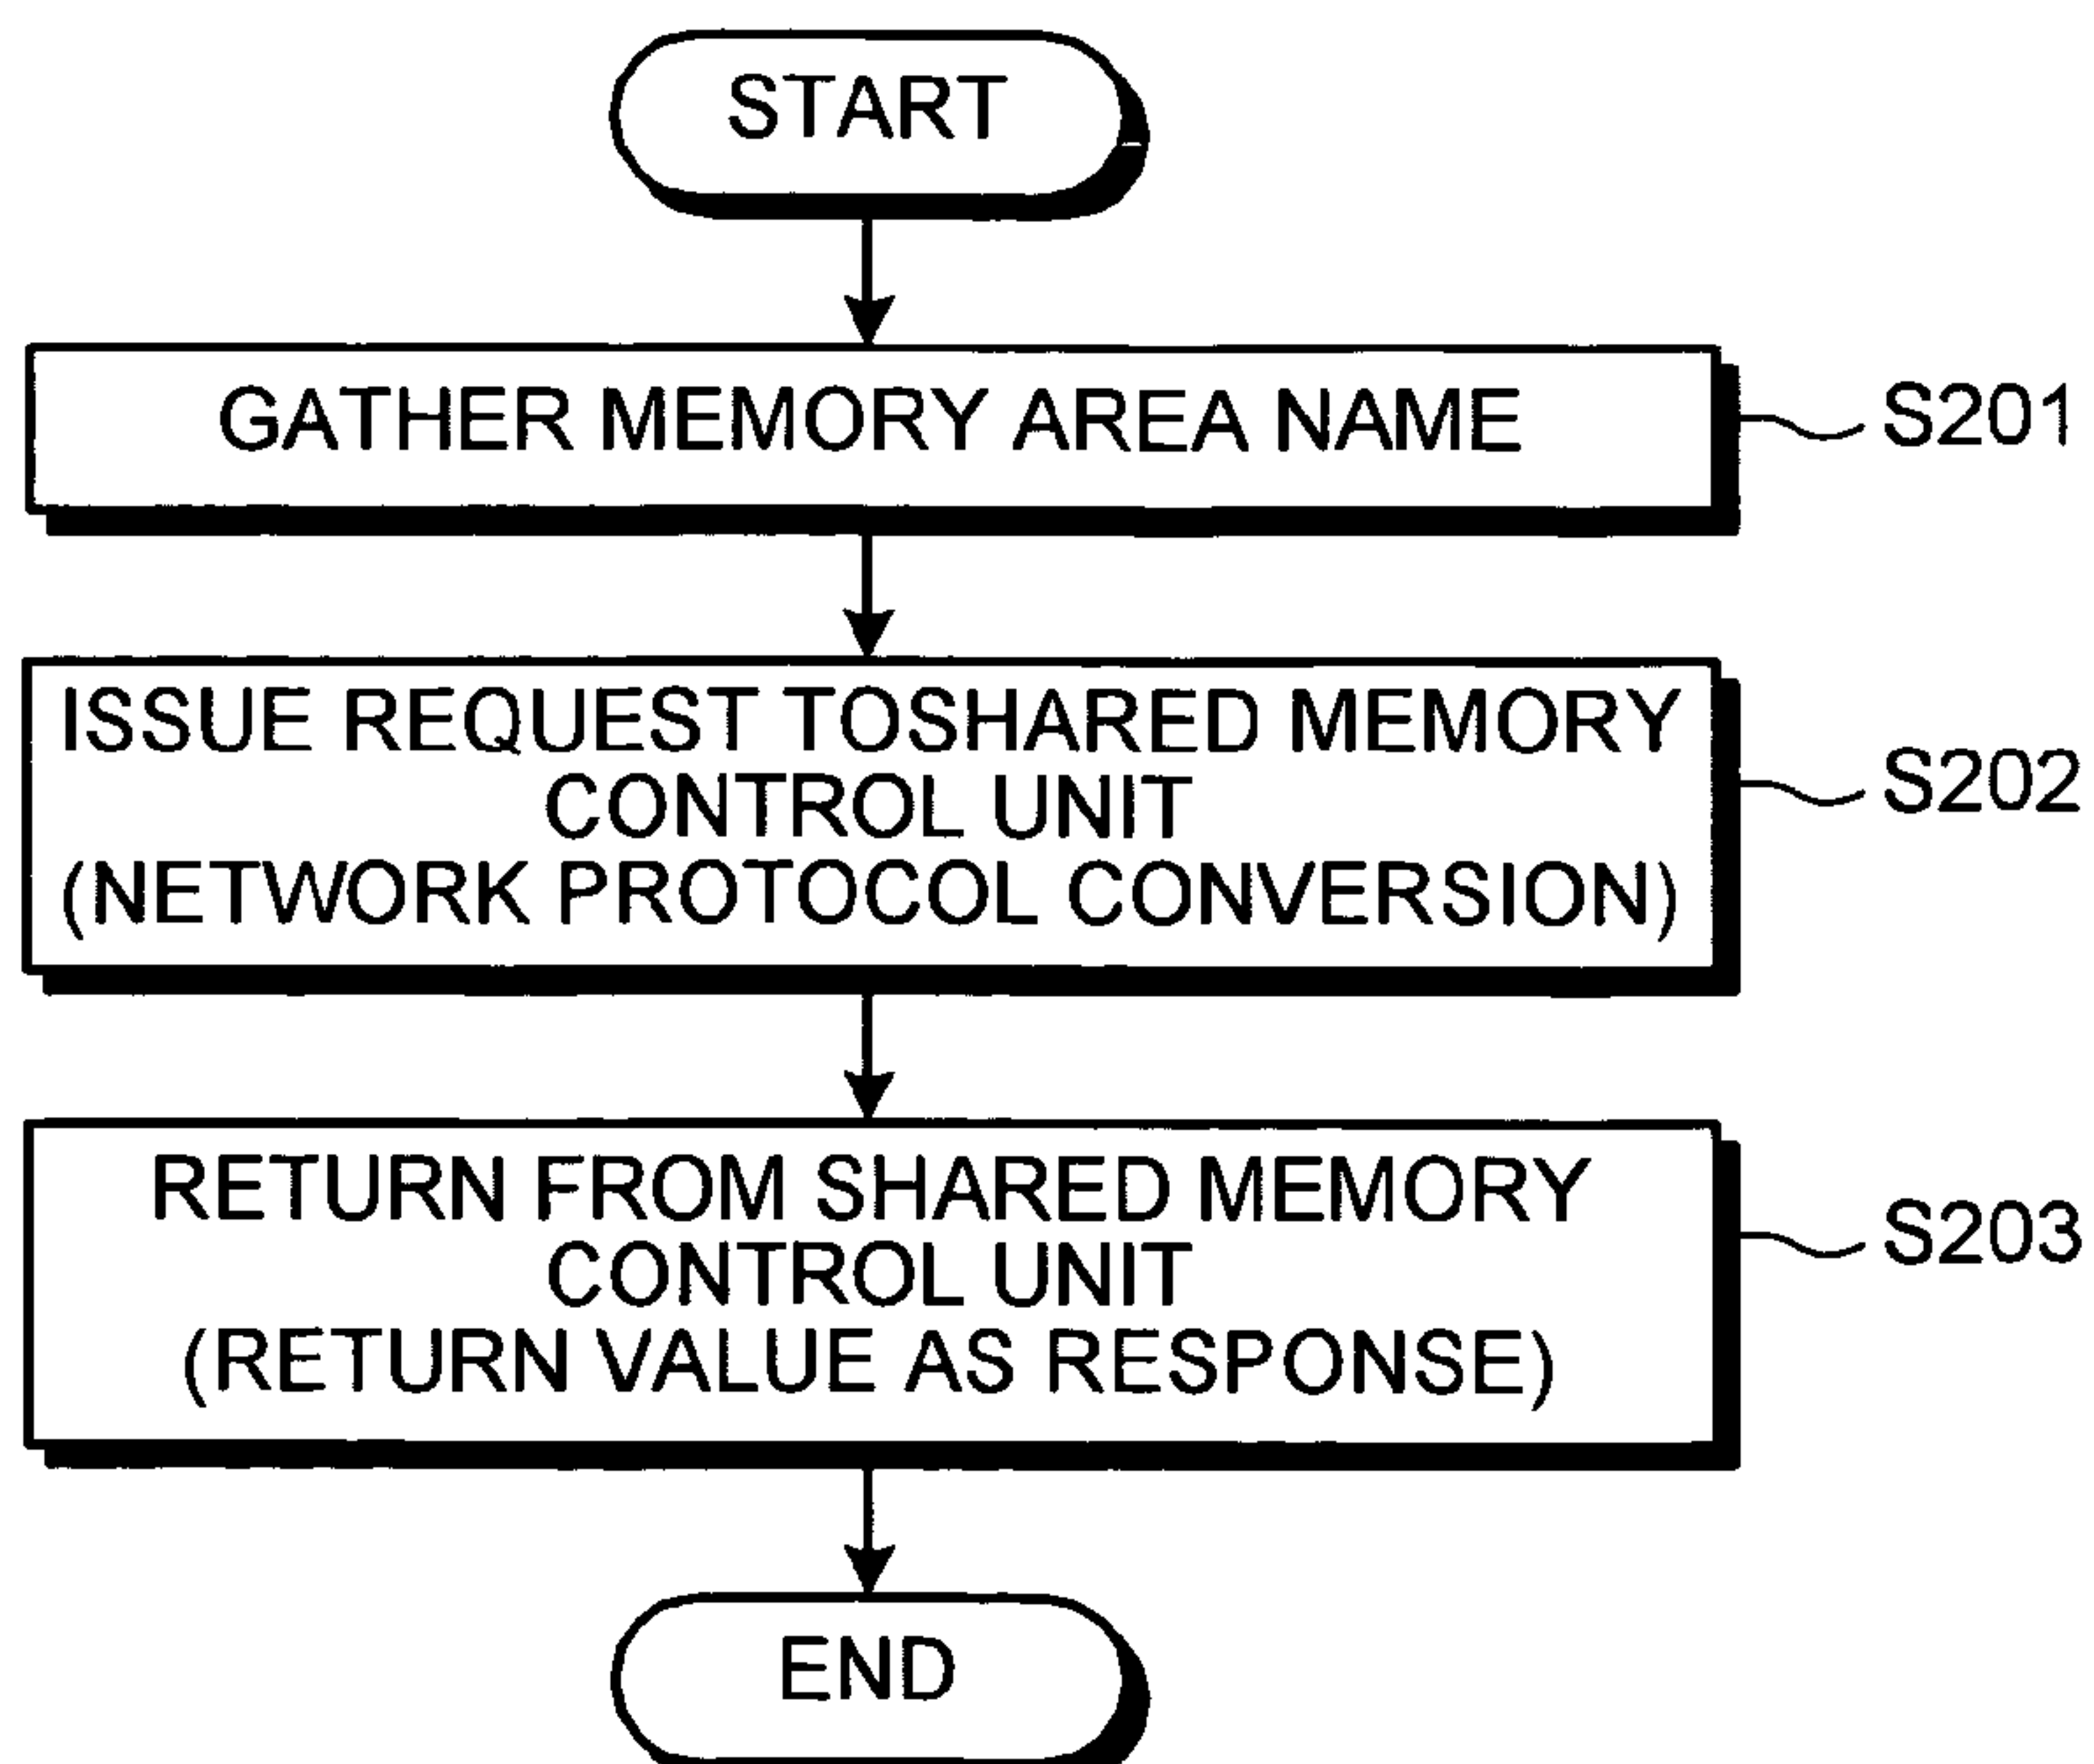 START
GATHER MEMORY AREA NAME
S201
ISSUE REQUEST TOSHARED MEMORY
CONTROL UNIT
(NETWORK PROTOCOL CONVERSION)
S202
RETURN FROM SHARED MEMORY
CONTROL UNIT
(RETURN VALUE AS RESPONSE)
S203
END